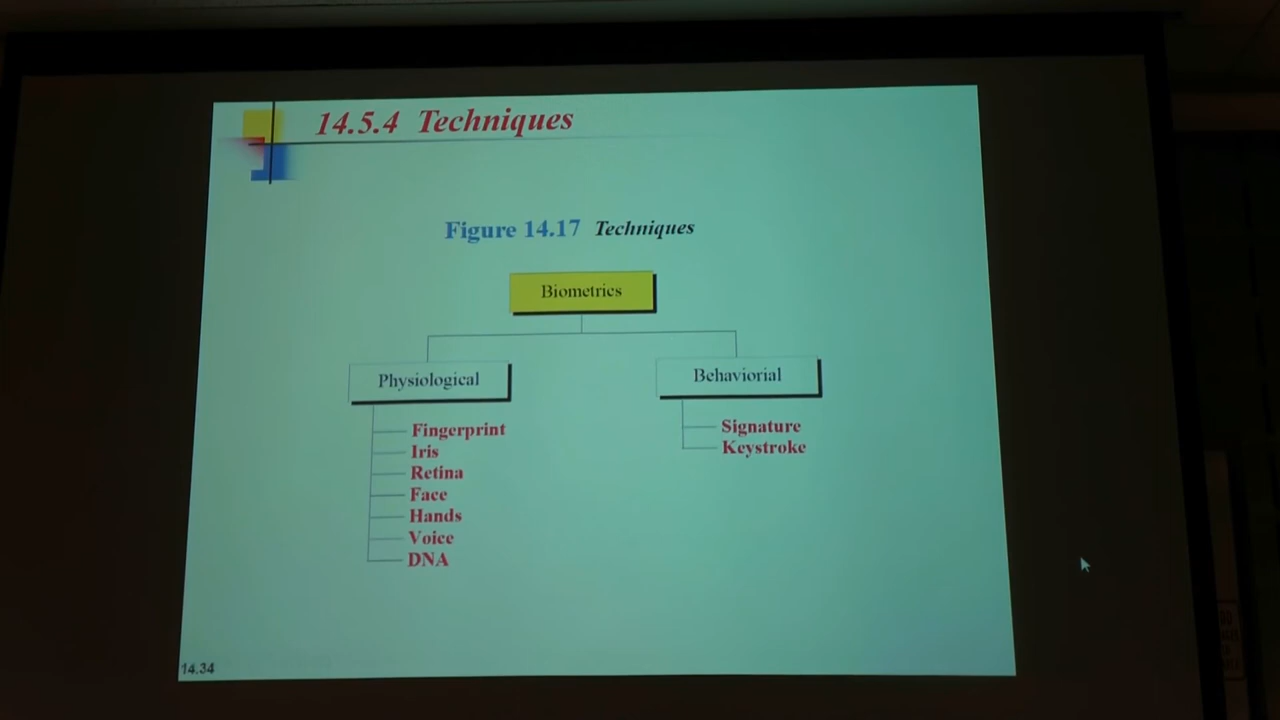 14.5.4 Techniques
Figure 14.17 Techniques
Biometrics
Physiological
Fingerprint
Iris
Retina
Face
Hands
Voice
DNA
Behaviorial
Signature
Keystroke
14.34